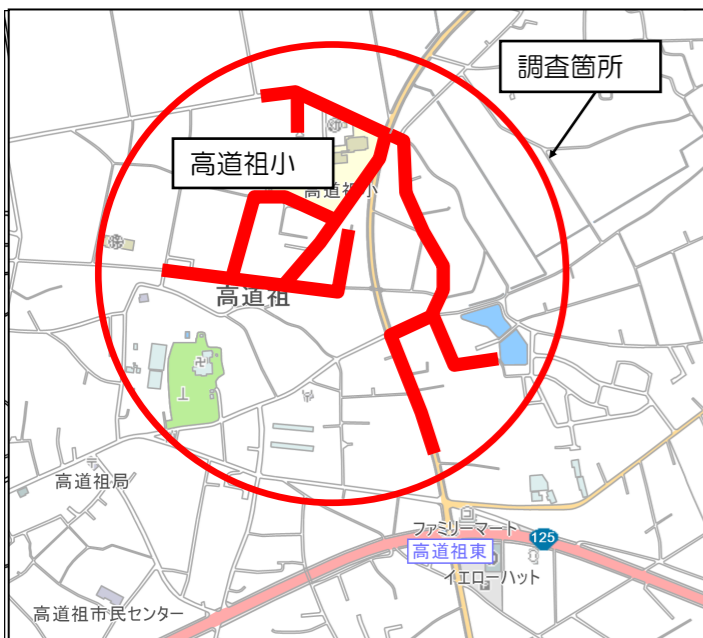 調査箇所
高道祖小
高道祖小
高道祖
高道祖局
ファミリーマート
125
高道祖東
イエローハット
高道祖市民センター